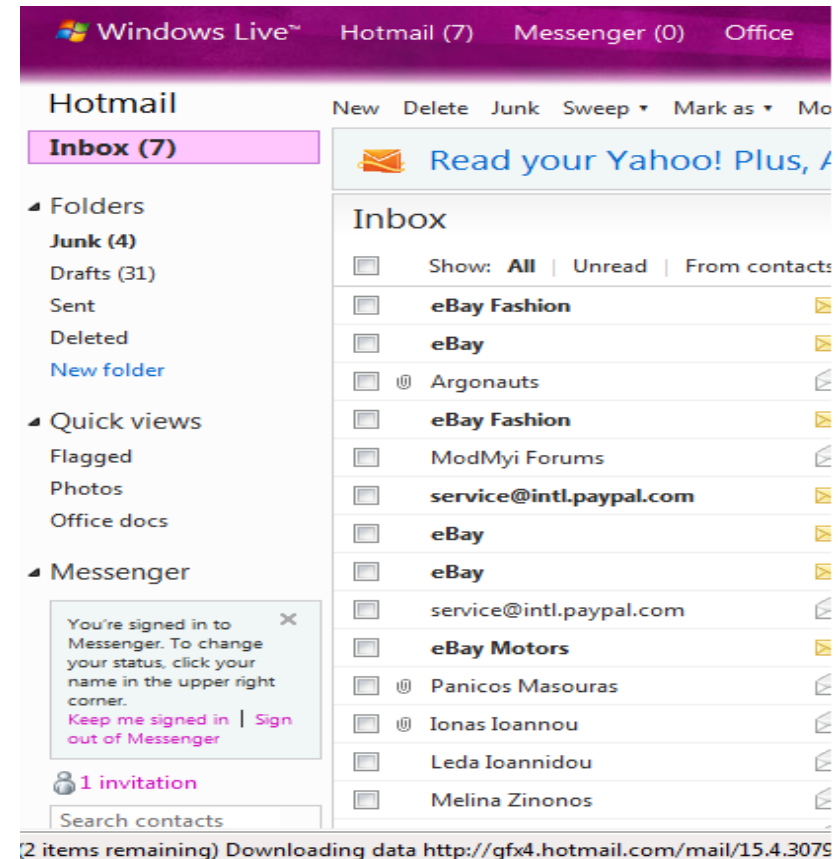 Windows Live™ Hotmail (7) Messenger (0) Office
Hotmail
Inbox (7)
Folders
Junk (4)
Drafts (31)
Sent
Deleted
New folder
Quick views
Flagged
Photos
Office docs
Messenger
You're signed in to
Messenger. To change
your status, click your
name in the upper right
corner.
Keep me signed in | Sign
out of Messenger
1 invitation
Search contacts
New Delete Junk Sweep Mark as Mo
Read your Yahoo! Plus, A
Inbox
Show: All | Unread | From contacts
eBay Fashion
eBay
Argonauts
eBay Fashion
ModMyi Forums
service@intl.paypal.com
eBay
eBay
service@intl.paypal.com
eBay Motors
Panicos Masouras
Ionas Ioannou
Leda Ioannidou
Melina Zinonos
(2 items remaining) Downloading data http://gfx4.hotmail.com/mail/15.4.3079